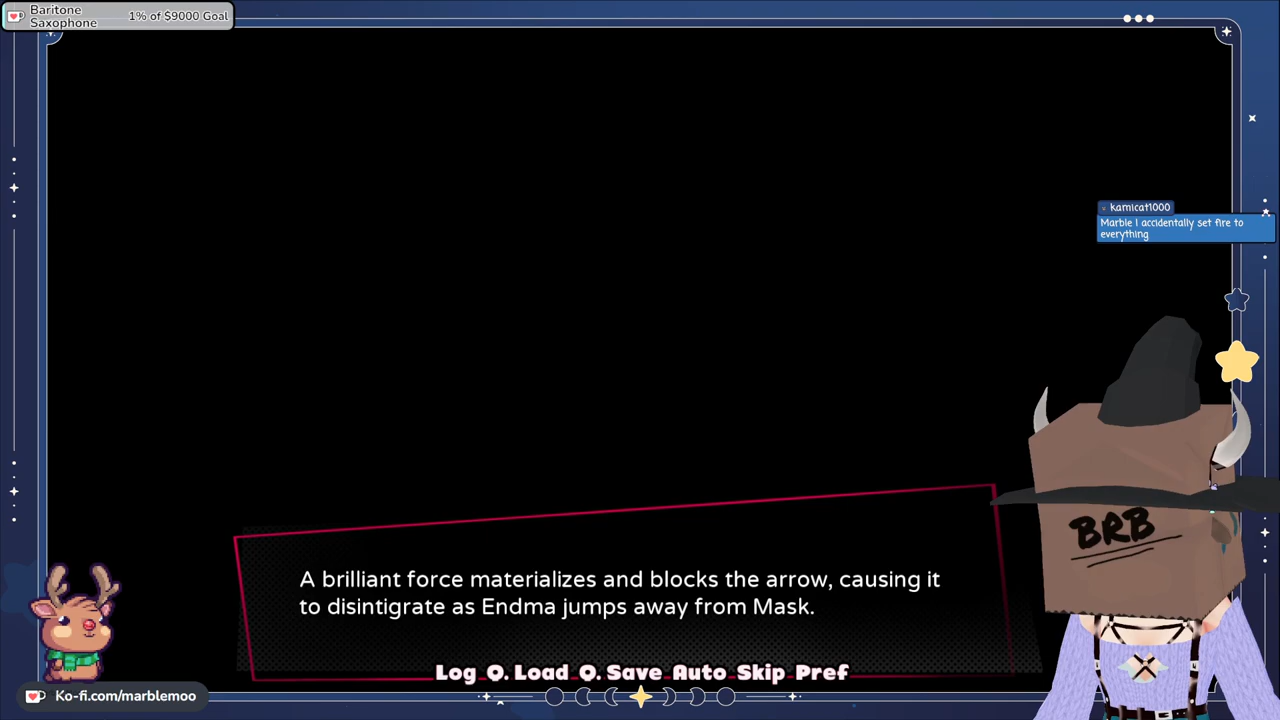 Baritone
Saxophone
1% of $9000 Goal
kamicat1000
Marble I accidentally set fire to
everything
BRB
A brilliant force materializes and blocks the arrow, causing it
to disintigrate as Endma jumps away from Mask.
Log Q.Load Q.Save Auto Skip Pref
Ko-fi.com/marblemoo